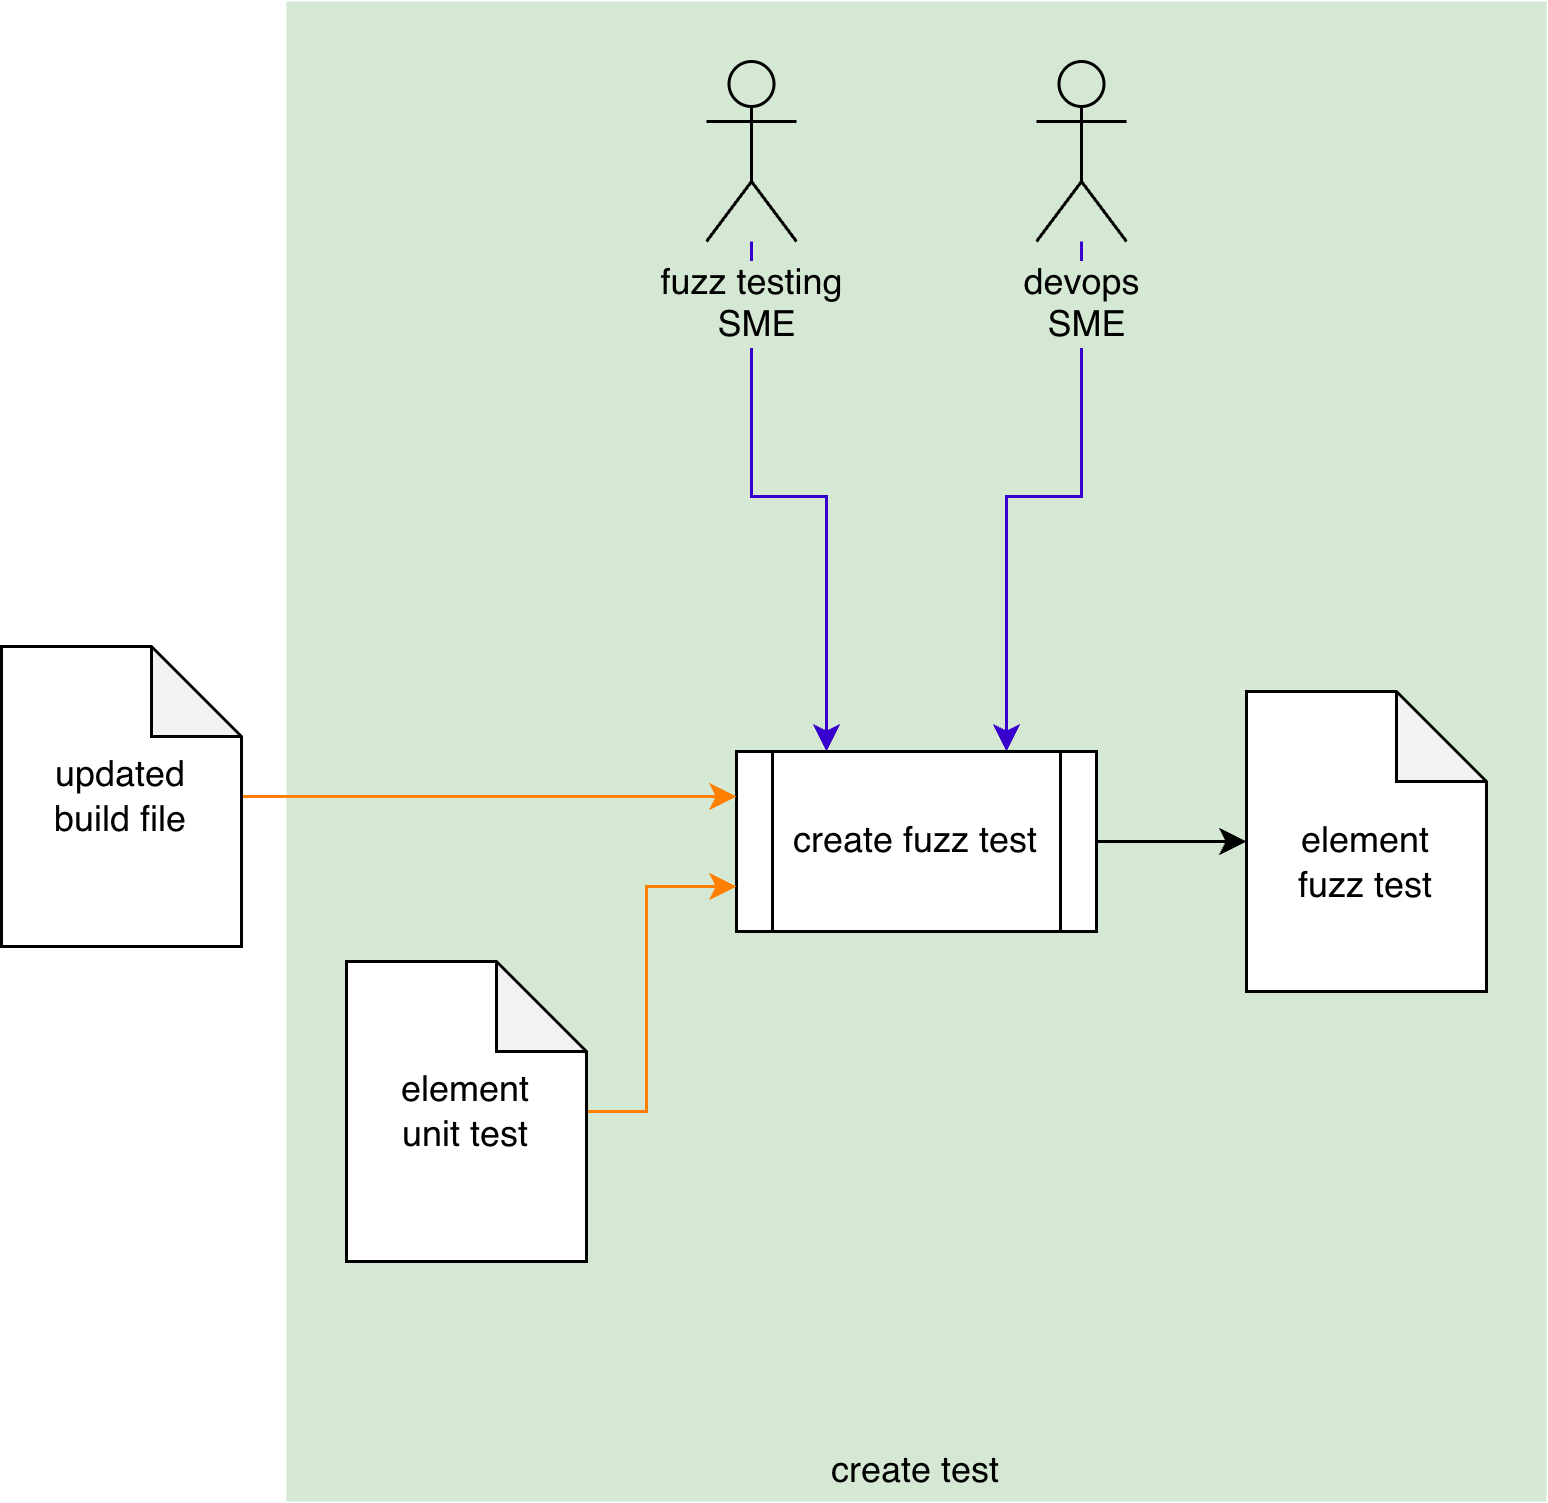 fuzz testing
SME
devops
SME
updated
build file
create fuzz test
element
fuzz test
element
unit test
create test